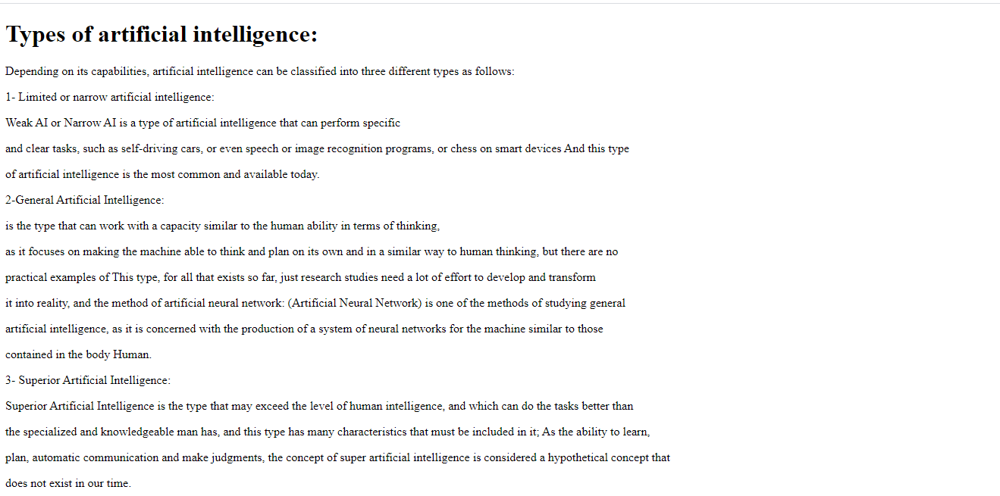 Types of artificial intelligence:
Depending on its capabilities, artificial intelligence can be classified into three different types as follows:
1- Limited or narrow artificial intelligence:
Weak AI or Narrow AI is a type of artificial intelligence that can perform specific
and clear tasks, such as self-driving cars, or even speech or image recognition programs, or chess on smart devices And this type
of artificial intelligence is the most common and available today.
2-General Artificial Intelligence:
is the type that can work with a capacity similar to the human ability in terms of thinking,
as it focuses on making the machine able to think and plan on its own and in a similar way to human thinking, but there are no
practical examples of This type, for all that exists so far, just research studies need a lot of effort to develop and transform
it into reality, and the method of artificial neural network: (Artificial Neural Network) is one of the methods of studying general
artificial intelligence, as it is concerned with the production of a system of neural networks for the machine similar to those
contained in the body Human.
3- Superior Artificial Intelligence:
Superior Artificial Intelligence is the type that may exceed the level of human intelligence, and which can do the tasks better than
the specialized and knowledgeable man has, and this type has many characteristics that must be included in it; As the ability to learn,
plan, automatic communication and make judgments, the concept of super artificial intelligence is considered a hypothetical concept that
does not exist in our time.